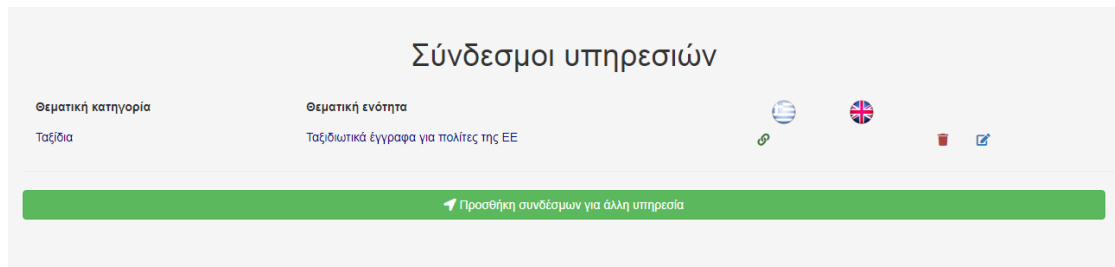 Σύνδεσμοι υπηρεσιών
Θεματική κατηγορία Θεματική ενότητα
Ταξίδια Ταξιδιωτικά έγγραφα για πολίτες της ΕΕ
Προσθήκη συνδέσμων για άλλη υπηρεσία